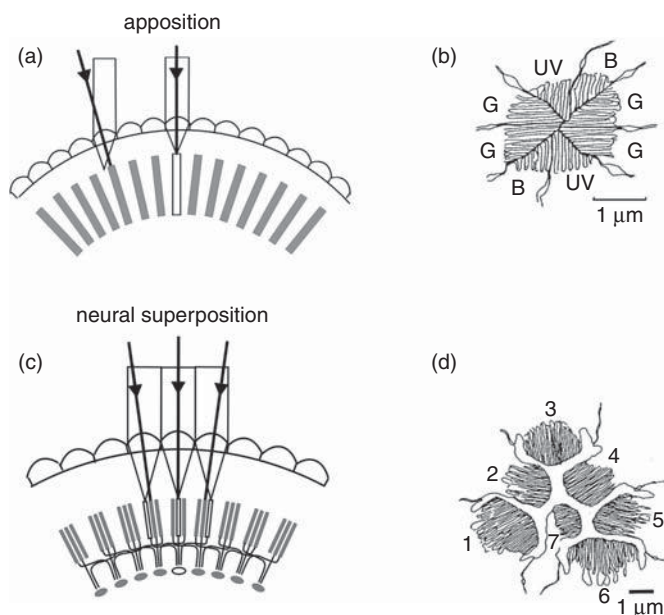 apposition
(a)
(b)
UV
B
G
G
G
G
B
UV
1 μm
neural superposition
(c)
(d)
3
2
4
1
5
7
6
1 μm